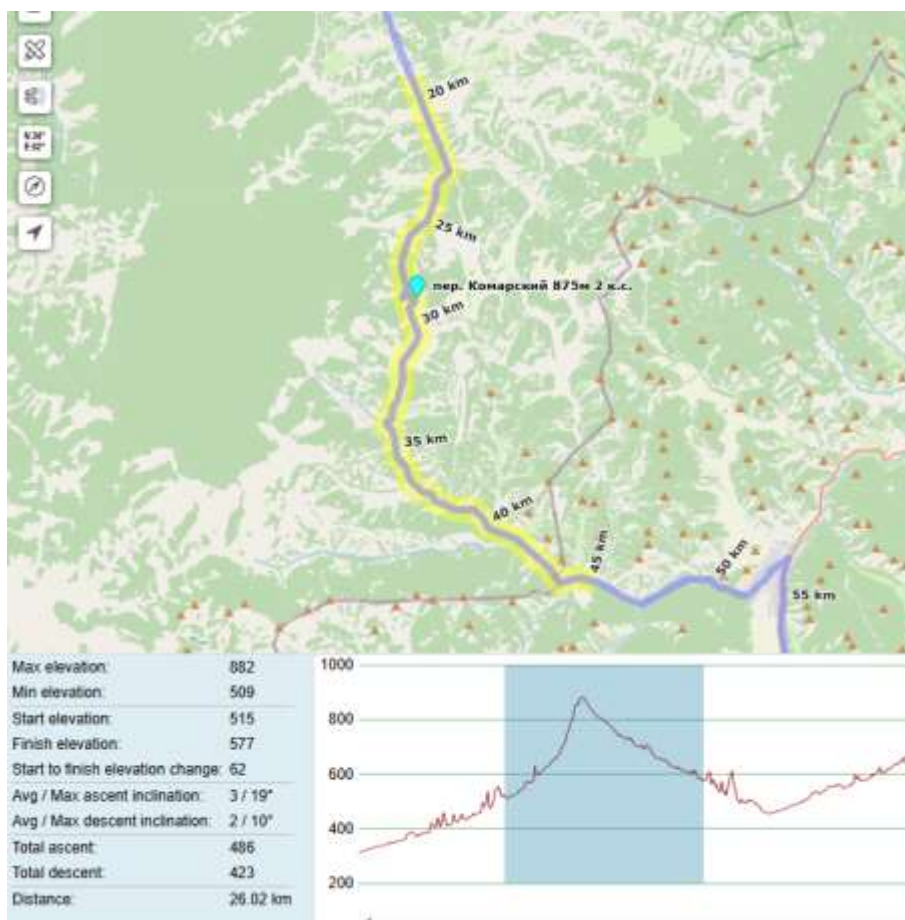 20 km
25 km
пер. Комарский 875м 2 к.с.
30 km
35 km
40 km
45 km
50 km
55 km
Max elevation: 882
Min elevation: 509
Start elevation: 515
Finish elevation: 577
Start to finish elevation change: 62
Avg / Max ascent inclination: 3 / 19°
Avg / Max descent inclination: 2 / 10°
Total ascent: 486
Total descent: 423
Distance: 26.02 km
1000
800
600
400
200